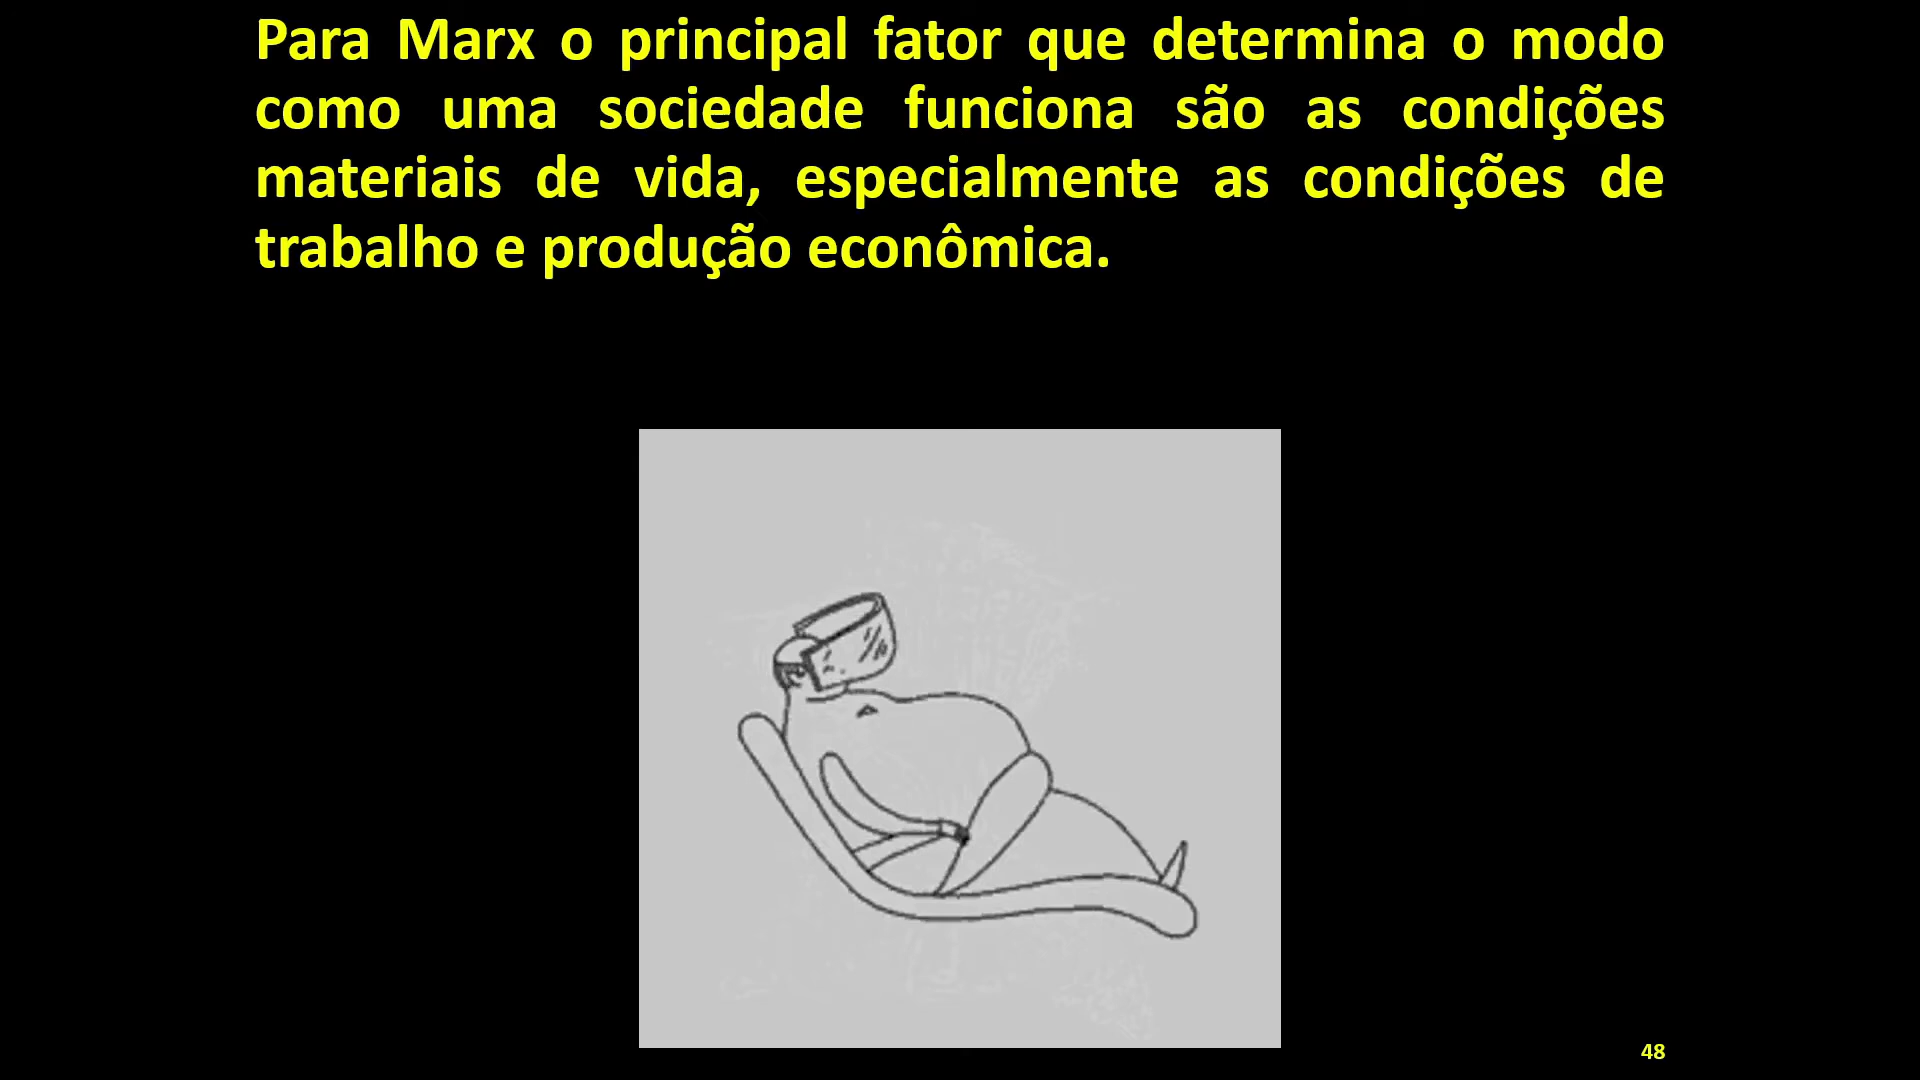 Para Marx o principal fator que determina o modo
como uma sociedade funciona são as condições
materiais de vida, especialmente as condições de
trabalho e produção econômica.
48